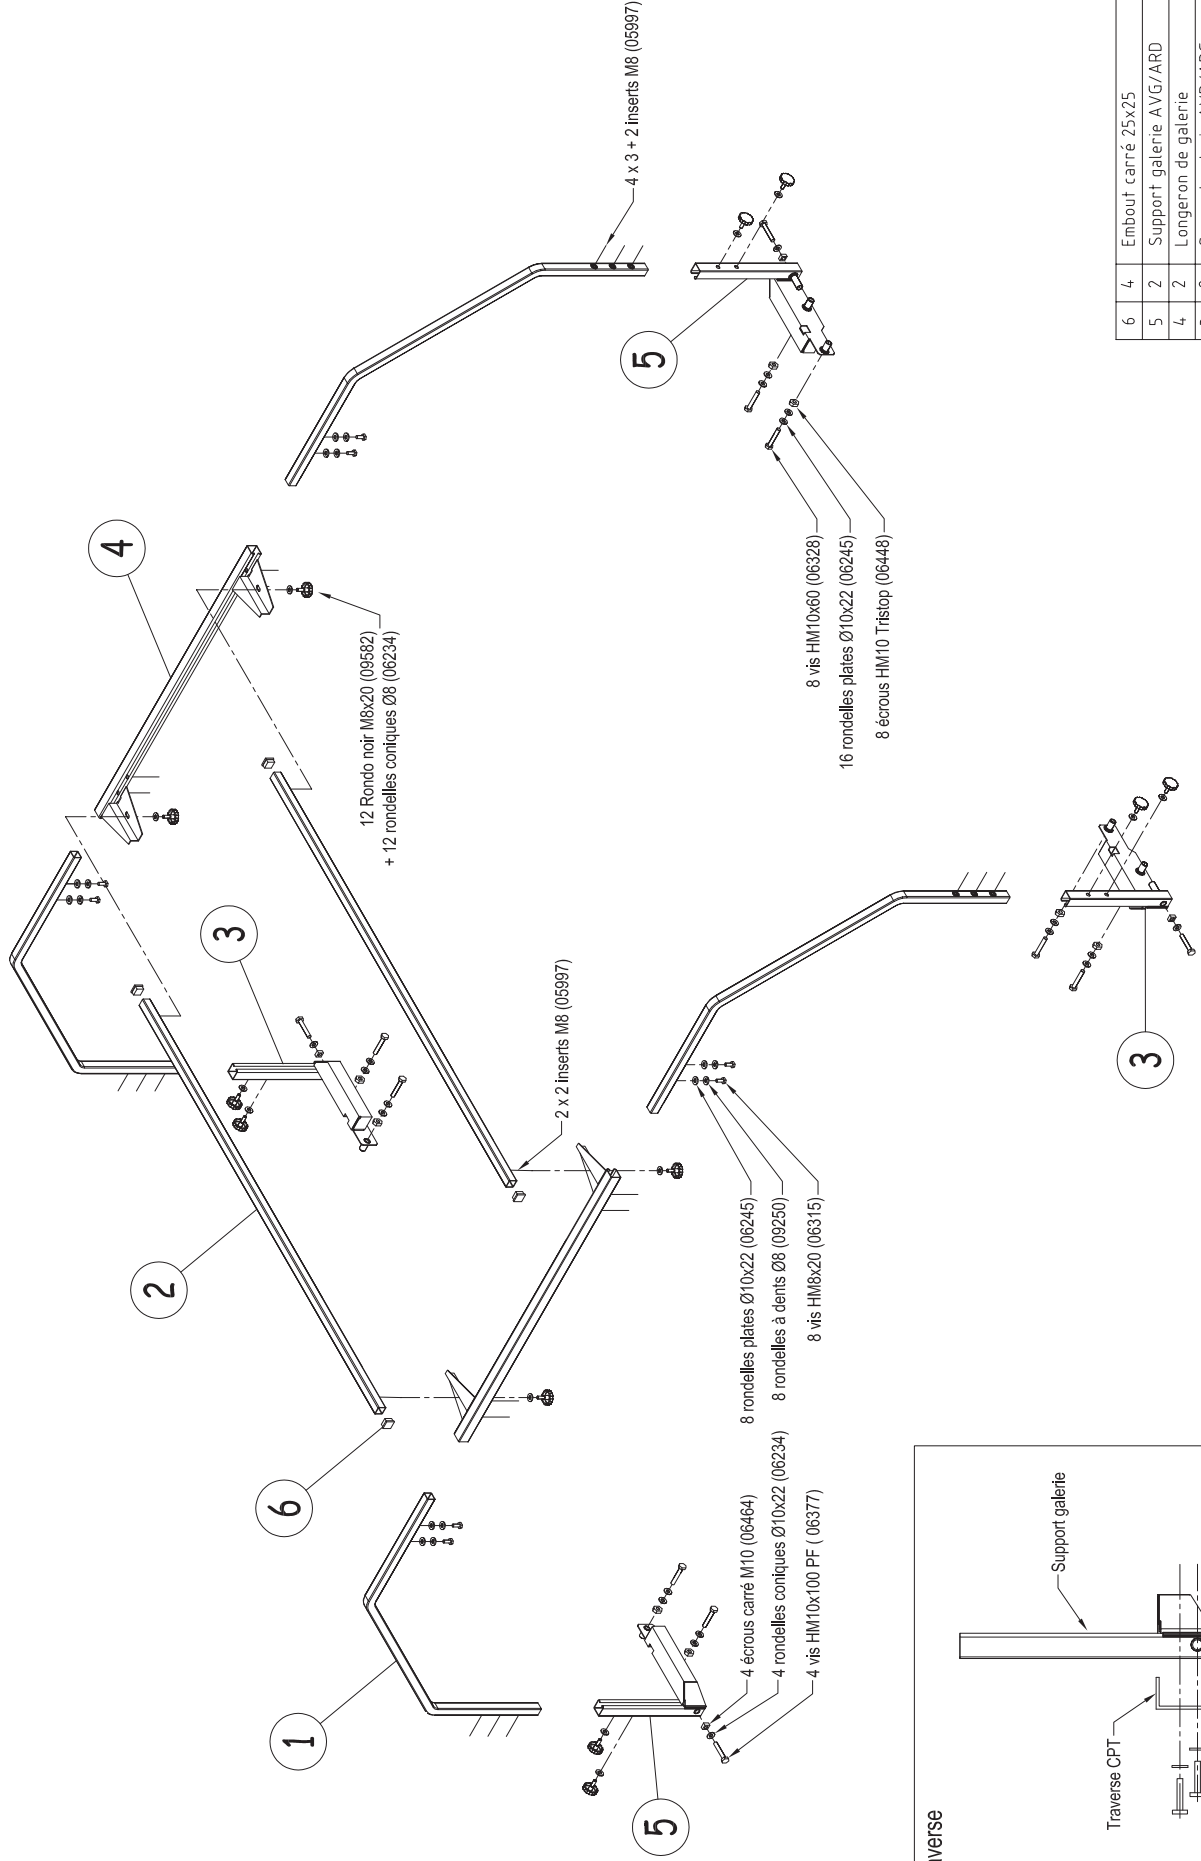 4 x 3 + 2 inserts M8 (05997)
5
4
12 Rondo noir M8x20 (09582)
+ 12 rondelles coniques Ø8 (06234)
8 vis HM10x60 (06328)
16 rondelles plates Ø10x22 (06245)
8 écrous HM10 Tristop (06448)
3
2 x 2 inserts M8 (05997)
2
3
8 rondelles plates Ø10x22 (06245)
8 rondelles à dents Ø8 (09250)
8 vis HM8x20 (06315)
6
1
4 écrous carré M10 (06464)
4 rondelles coniques Ø10x22 (06234)
4 vis HM10x100 PF ( 06377)
5
Support galerie
Traverse CPT
verse
6 4 Embout carré 25x25
5 2 Support galerie AVG/ARD
4 2 Longeron de galerie